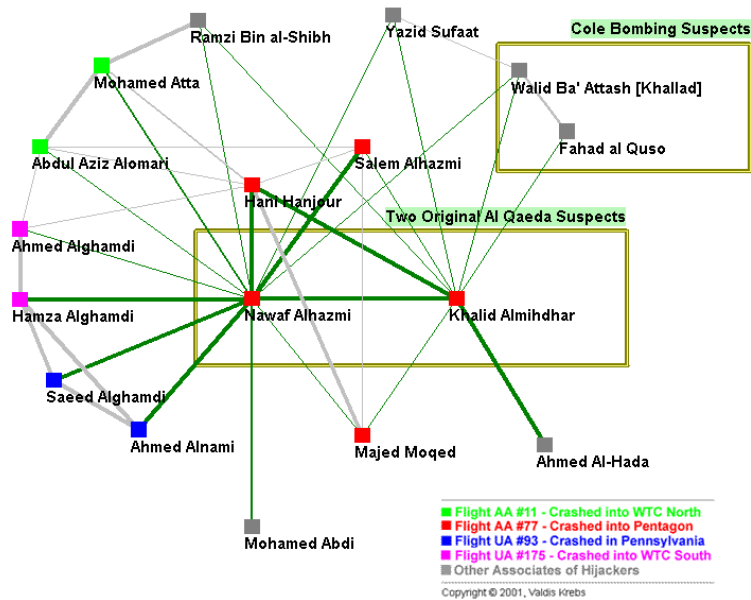 Ramzi Bin al-Shibh
Yazid Sufaat
Cole Bombing Suspects
Mohamed Atta
Walid Ba' Attash [Khallad]
Fahad al Quso
Abdul Aziz Alomari
Salem Alhazmi
Hani Hanjour
Two Original Al Qaeda Suspects
Ahmed Alghamdi
Hamza Alghamdi
Nawaf Alhazmi
Khalid Almihdhar
Saeed Alghamdi
Ahmed Alnami
Majed Moqed
Ahmed Al-Hada
Mohamed Abdi
Flight AA #11 - Crashed into WTC North
Flight AA #77 - Crashed into Pentagon
Flight UA #93 - Crashed in Pennsylvania
Flight UA #175 - Crashed into WTC South
Other Associates of Hijackers
Copyright © 2001, Valdis Krebs